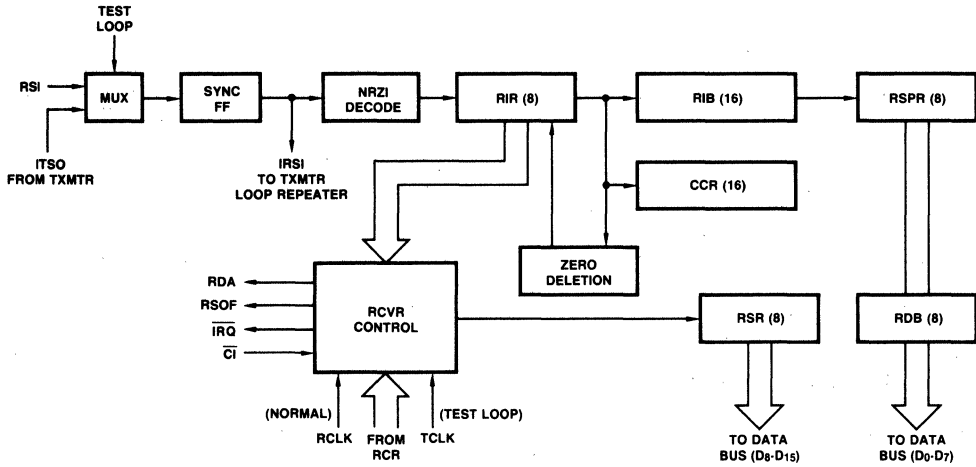 TEST
LOOP
RSI
MUX
SYNC
FF
NRZI
DECODE
RIR (8)
RIB (16)
RSPR (8)
ITSO
FROM TXMTR
IRSI
TO TXMTR
LOOP REPEATER
CCR (16)
ZERO
DELETION
RDA
RSOF
IRQ
CI
RCVR
CONTROL
RSR (8)
RDB (8)
(NORMAL)
RCLK
FROM
RCR
TCLK
(TEST LOOP)
TO DATA
BUS (D8-D15)
TO DATA
BUS (D0-D7)